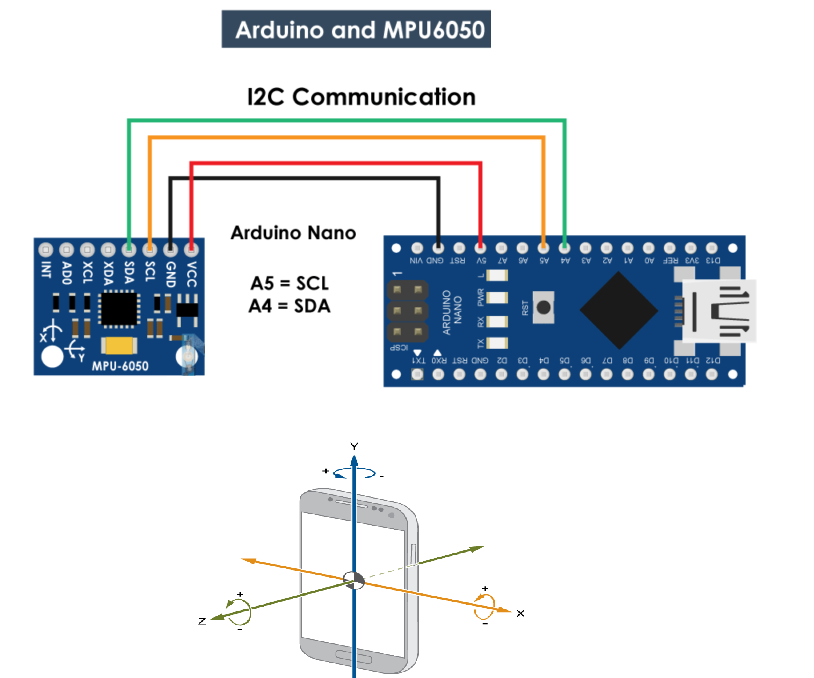 Arduino and MPU6050
I2C Communication
Arduino Nano
A5 = SCL
A4 = SDA
INT
AD0
XCL
XDA
SDA
SCL
GND
VCC
X
Y
MPU-6050
VIN
GND
RST
5V
A7
A6
A5
A4
A3
A2
A1
A0
REF
3V3
D13
1
ICSP
ARDUINO
NANO
L
PWR
RX
TX
RST
TX1
RX0
RST
GND
D2
D3
D4
D5
D6
D7
D8
D9
D10
D11
D12
Y
+ -
+
Z
-
+
X
-